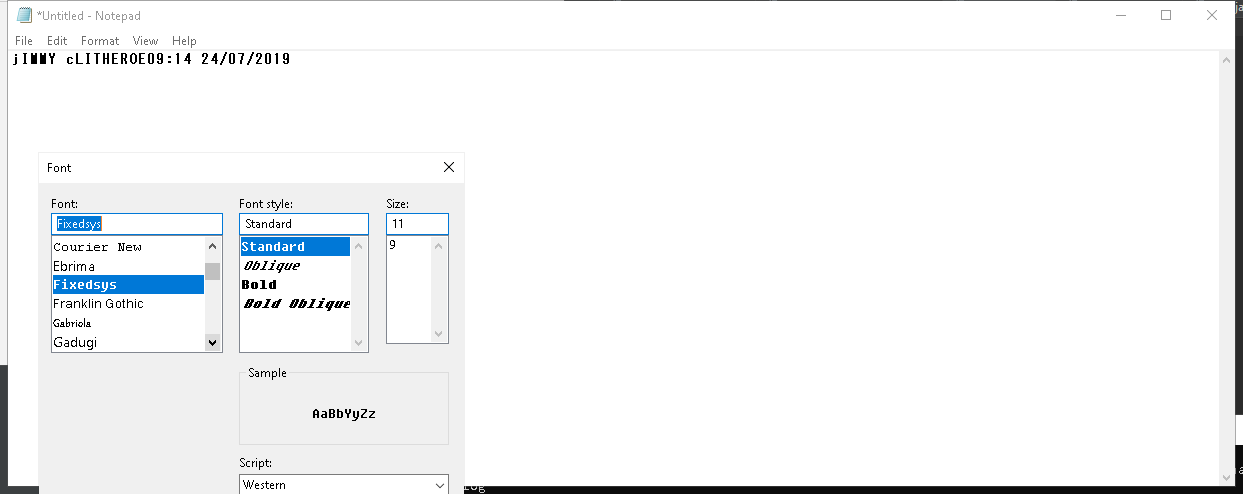 *Untitled - Notepad
File Edit Format View Help
jIMMY cLITHEROE09:14 24/07/2019
Font
Font: Font style: Size:
Fixedsys Standard 11
Courier New Standard 9
Ebrima Oblique
Fixedsys Bold
Franklin Gothic Bold Oblique
Gabriola
Gadugi
Sample
AaBbYyZz
Script:
Western